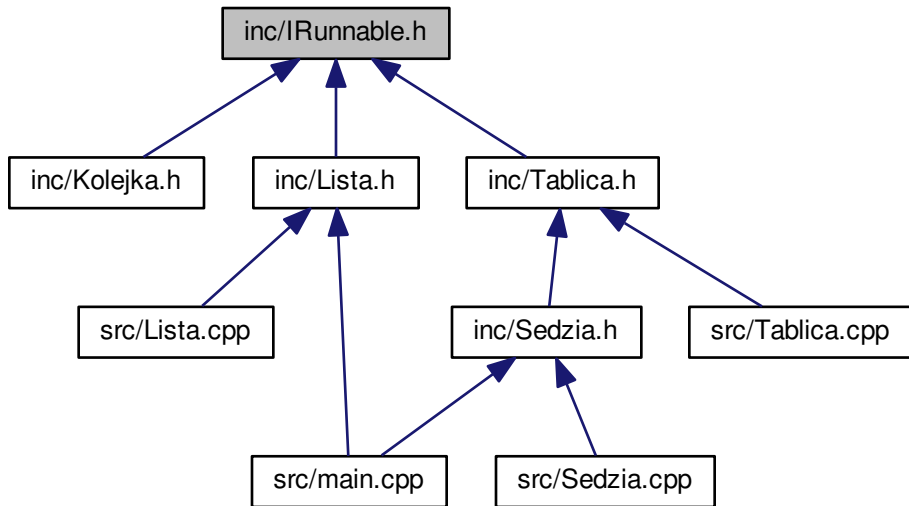 inc/IRunnable.h
inc/Kolejka.h
inc/Lista.h
inc/Tablica.h
src/Lista.cpp
inc/Sedzia.h
src/Tablica.cpp
src/main.cpp
src/Sedzia.cpp